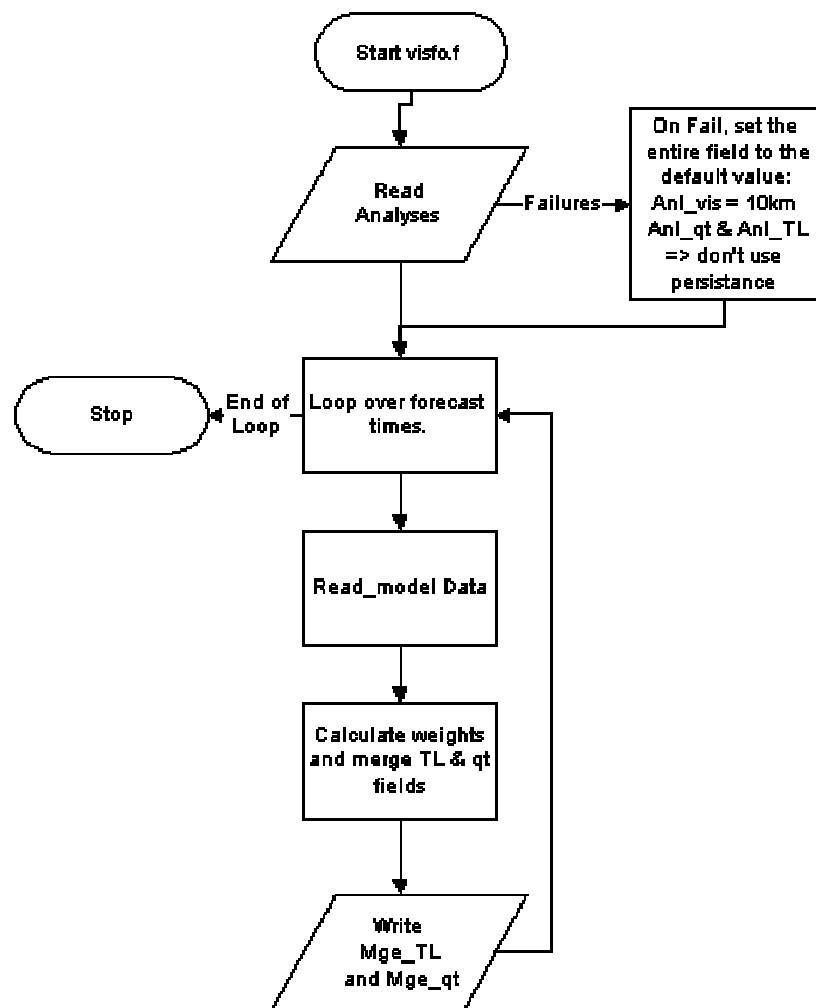 Start visfo.f
Read
Analyses
Failures
On Fail, set the
entire field to the
default value:
Anl_vis = 10km
Anl_qt & Anl_TL
=> don't use
persistance
Loop over forecast
times.
End of
Loop
Stop
Read_model Data
Calculate weights
and merge TL & qt
fields
Write
Mge_TL
and Mge_qt